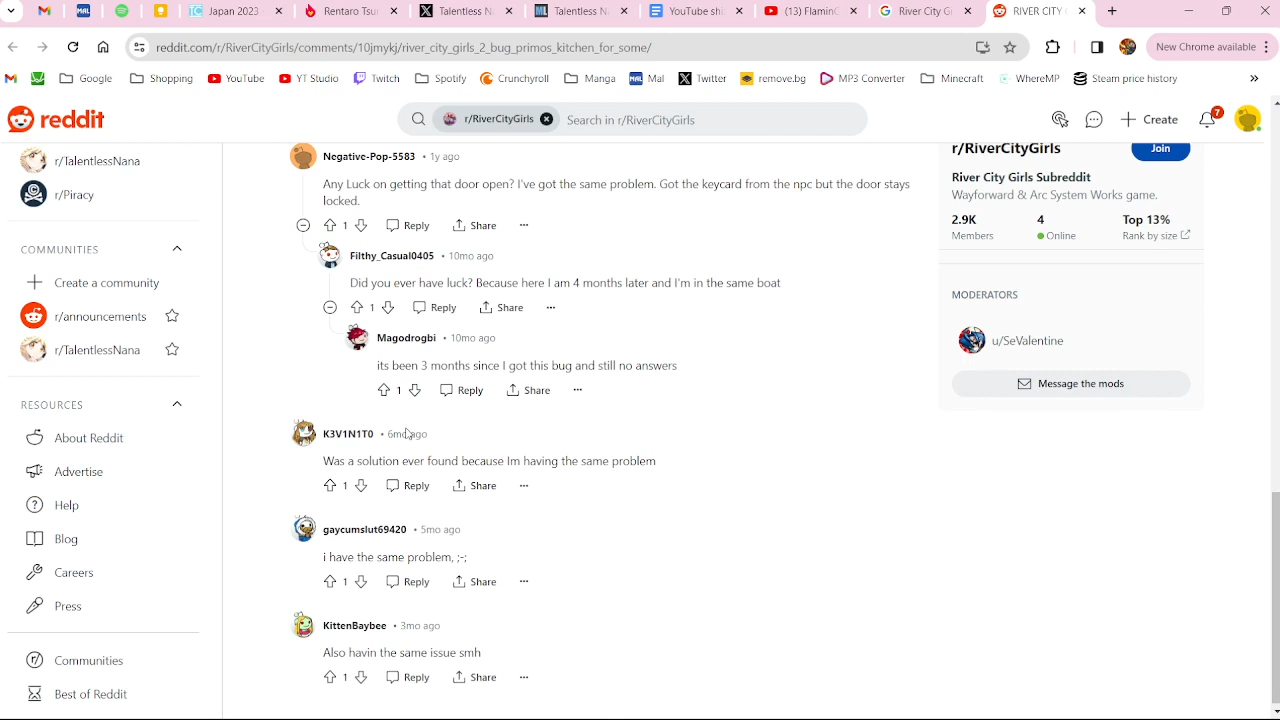 Japan 2023
Rentaro Tsu
Talentless N
Talentless N
YouTube sh
(13) Flamin
River City G
RIVER CITY
reddit.com/r/RiverCityGirls/comments/10jmykj/river_city_girls_2_bug_primos_kitchen_for_some/
New Chrome available
Google
Shopping
YouTube
YT Studio
Twitch
Spotify
Crunchyroll
Manga
Mal
Twitter
remove.bg
MP3 Converter
Minecraft
WhereMP
Steam price history
reddit
r/RiverCityGirls
Search in r/RiverCityGirls
Create
7
r/TalentlessNana
r/Piracy
COMMUNITIES
Create a community
r/announcements
r/TalentlessNana
RESOURCES
About Reddit
Advertise
Help
Blog
Careers
Press
Communities
Best of Reddit
Negative-Pop-5583 • 1y ago
Any Luck on getting that door open? I've got the same problem. Got the keycard from the npc but the door stays
locked.
1 Reply Share ...
Filthy_Casual0405 • 10mo ago
Did you ever have luck? Because here I am 4 months later and I'm in the same boat
1 Reply Share ...
Magodrogbi • 10mo ago
its been 3 months since I got this bug and still no answers
1 Reply Share ...
K3V1N1T0 • 6mo ago
Was a solution ever found because Im having the same problem
1 Reply Share ...
gaycumslut69420 • 5mo ago
i have the same problem, ;-;
1 Reply Share ...
KittenBaybee • 3mo ago
Also havin the same issue smh
1 Reply Share ...
r/RiverCityGirls
Join
River City Girls Subreddit
Wayforward & Arc System Works game.
2.9K 4 Top 13%
Members Online Rank by size
MODERATORS
u/SeValentine
Message the mods